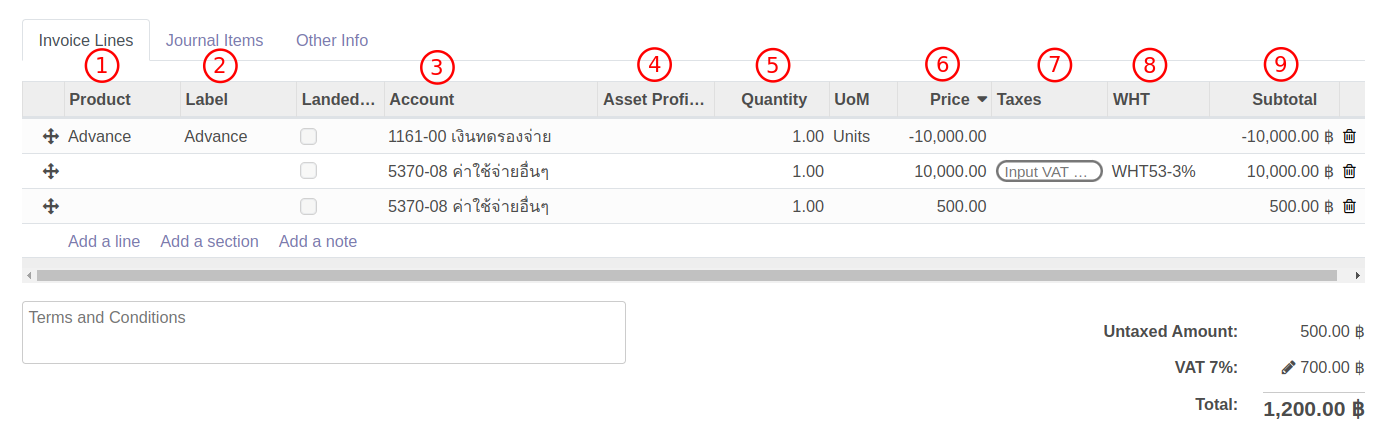 Invoice Lines Journal Items Other Info
1 2 3 4 5 6 7 8 9
Product Label Landed... Account Asset Profi... Quantity UoM Price Taxes WHT Subtotal
Advance Advance 1161-00 เงินทดรองจ่าย 1.00 Units -10,000.00 -10,000.00 ฿
5370-08 ค่าใช้จ่ายอื่นๆ 1.00 10,000.00 Input VAT ... WHT53-3% 10,000.00 ฿
5370-08 ค่าใช้จ่ายอื่นๆ 1.00 500.00 500.00 ฿
Add a line Add a section Add a note
Terms and Conditions
Untaxed Amount: 500.00 ฿
VAT 7%: 700.00 ฿
Total: 1,200.00 ฿